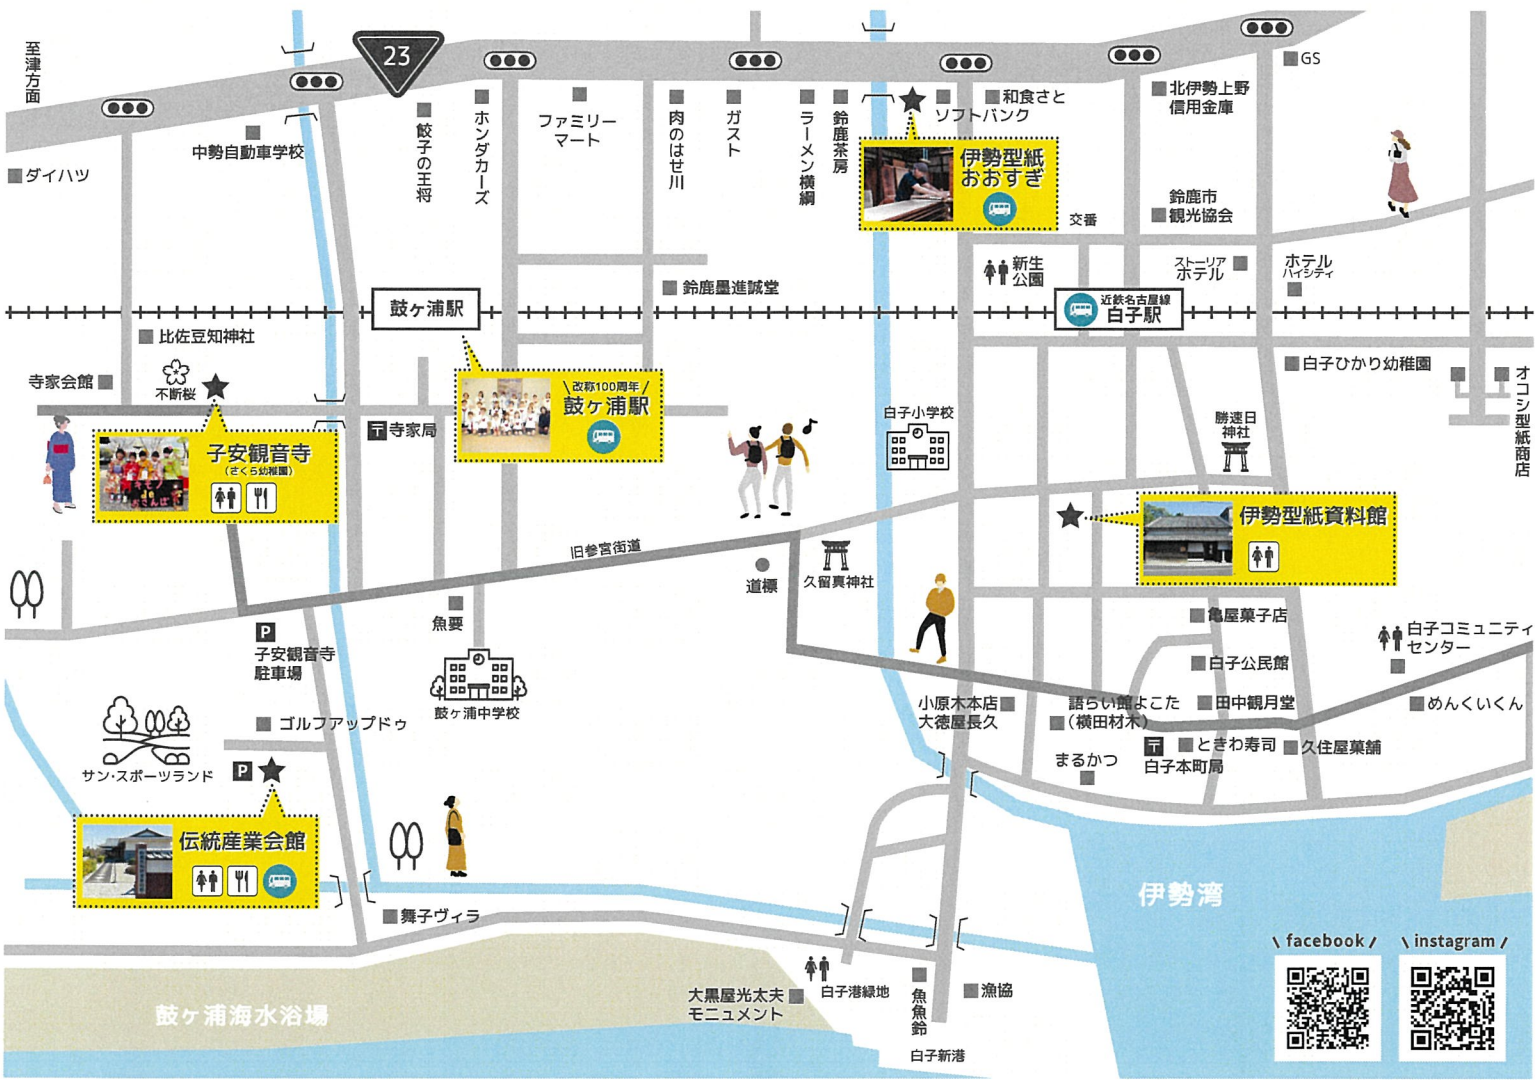 至津方面
23
GS
ダイハツ
中勢自動車学校
餃子の王将
ホンダカーズ
ファミリー
マート
肉のはせ川
ガスト
ラーメン横綱
鈴鹿茶房
ソフトバンク
和食さと
北伊勢上野
信用金庫
伊勢型紙
おおすぎ
交番
鈴鹿市
観光協会
新生
公園
ストーリア
ホテル
ホテル
ハイシティ
鈴鹿墨進誠堂
鼓ヶ浦駅
近鉄名古屋線
白子駅
比佐豆知神社
寺家会館
不断桜
白子ひかり幼稚園
オコシ型紙商店
\改称100周年/
鼓ヶ浦駅
寺家局
子安観音寺
(さくら幼稚園)
白子小学校
勝速日
神社
伊勢型紙資料館
旧参宮街道
道標
久留真神社
魚要
亀屋菓子店
白子コミュニティ
センター
子安観音寺
駐車場
P
白子公民館
鼓ヶ浦中学校
ゴルフアップドゥ
小原木本店
大徳屋長久
語らい館よこた
(横田材木)
田中観月堂
めんくいくん
ときわ寿司
久住屋菓舗
白子本町局
まるかつ
サン・スポーツランド
P
伝統産業会館
舞子ヴィラ
伊勢湾
\ facebook /
\ instagram /
鼓ヶ浦海水浴場
大黒屋光太夫
モニュメント
白子港緑地
魚魚鈴
漁協
白子新港